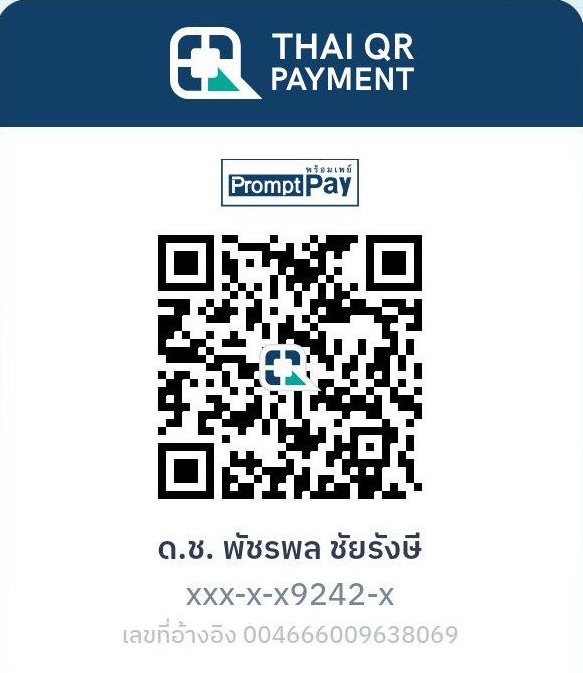 THAI QR
PAYMENT
พร้อมเพย์
PromptPay
ด.ช. พัชรพล ชัยรังษี
xxx-x-x9242-x
เลขที่อ้างอิง 004666009638069